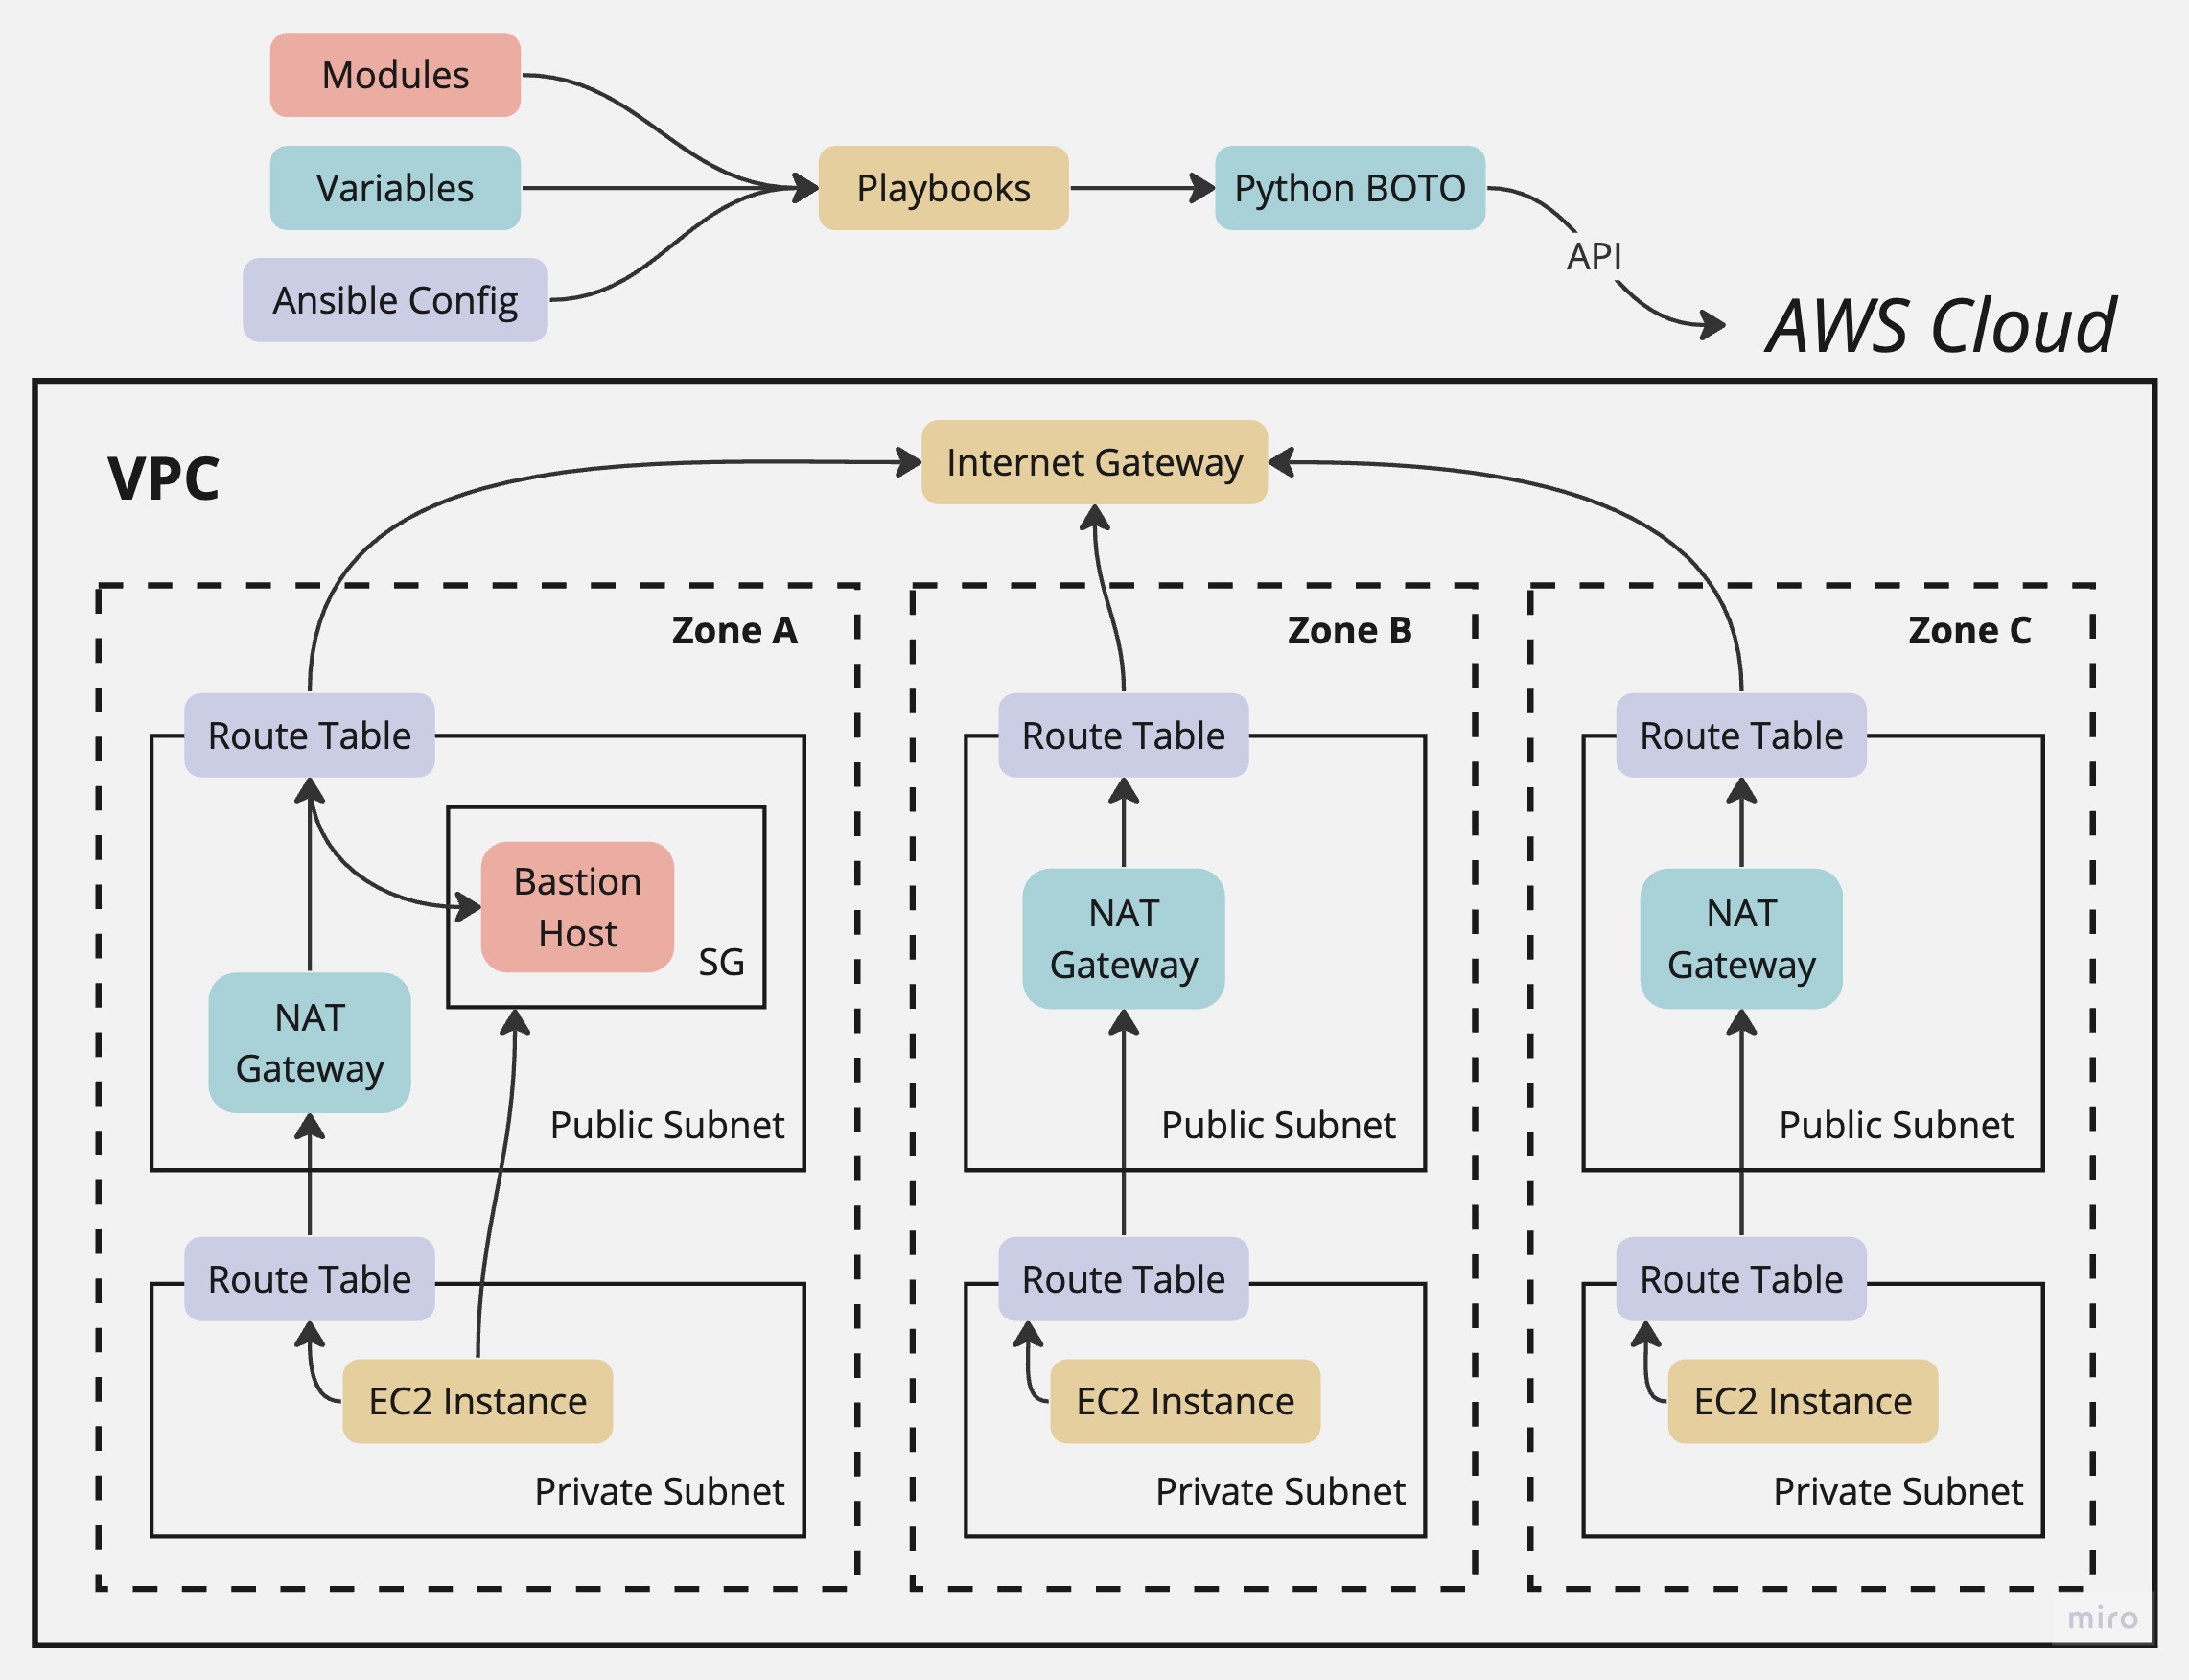 Modules
Variables
Ansible Config
Playbooks
Python BOTO
API
AWS Cloud
VPC
Internet Gateway
Zone A
Route Table
Bastion
Host
SG
NAT
Gateway
Public Subnet
Route Table
EC2 Instance
Private Subnet
Zone B
Route Table
NAT
Gateway
Public Subnet
Route Table
EC2 Instance
Private Subnet
Zone C
Route Table
NAT
Gateway
Public Subnet
Route Table
EC2 Instance
Private Subnet
miro